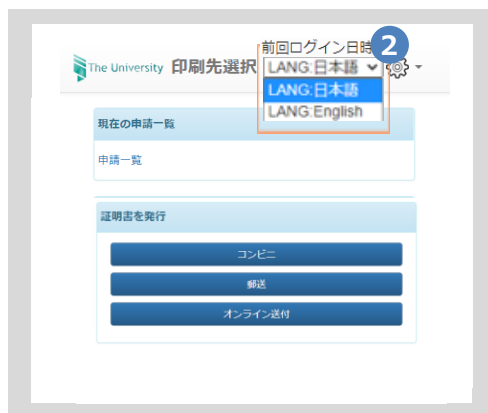 前回ログイン日時
2
The University 印刷先選択 LANG:日本語
LANG:日本語
LANG:English
現在の申請一覧
申請一覧
証明書を発行
コンビニ
郵送
オンライン送付